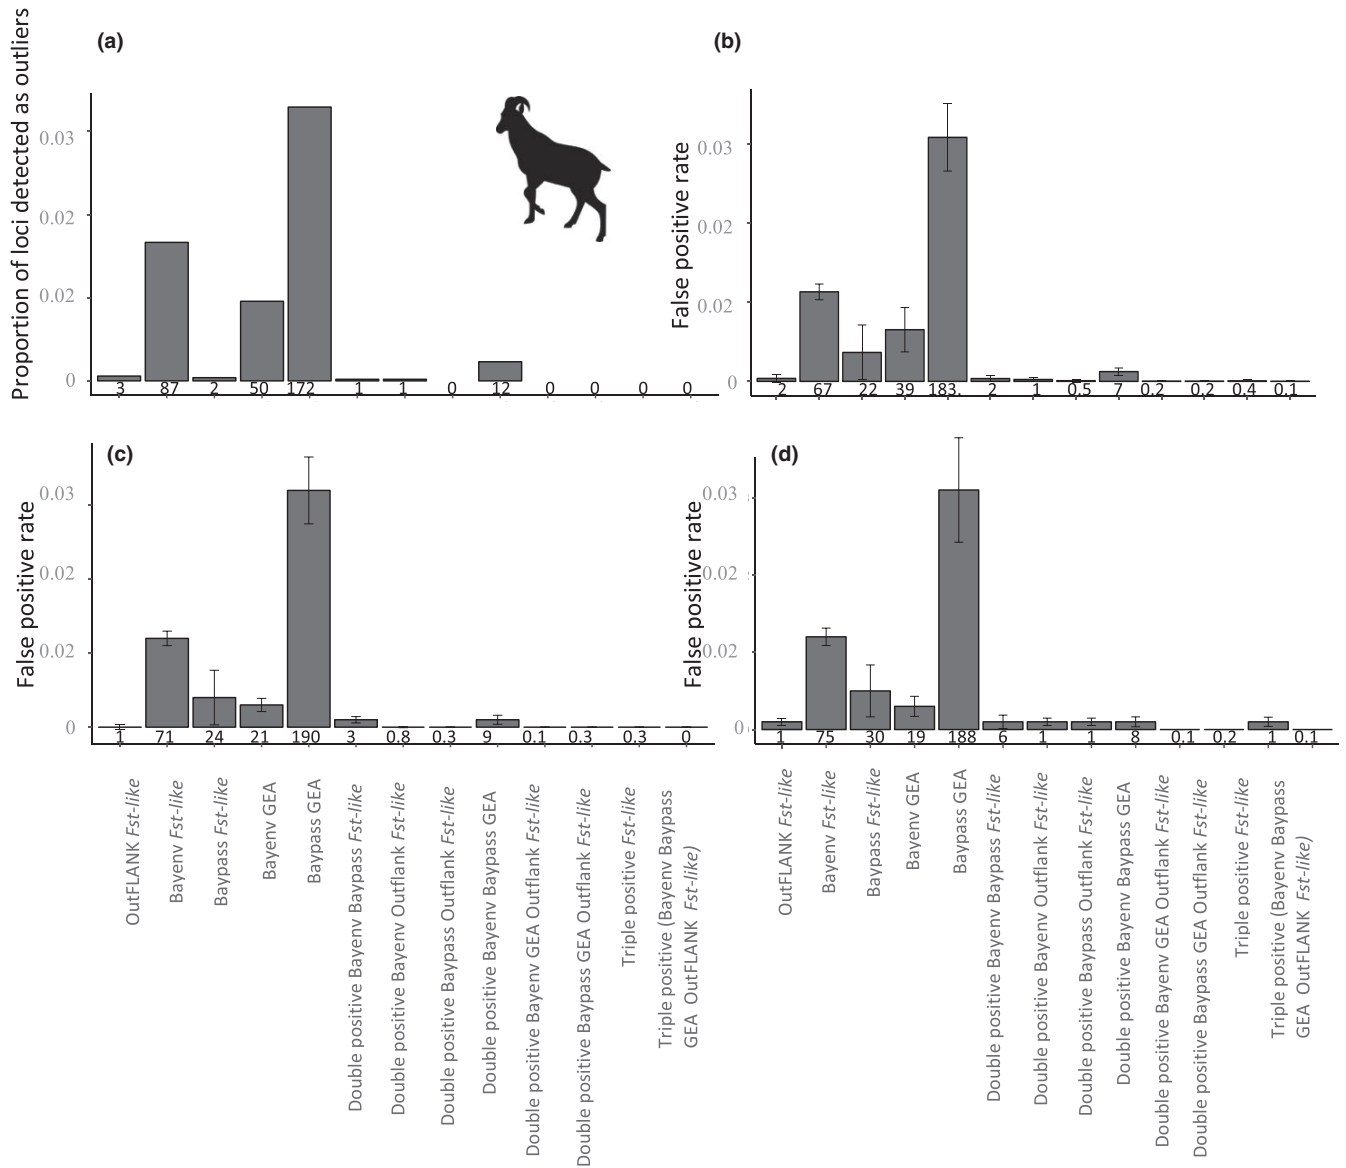 (a)
Proportion of loci detected as outliers
0.03
0.02
0.02
0
3 87 2 50 172 1 1 0 12 0 0 0 0
(b)
False positive rate
0.03
0.02
0.02
0
2 67 22 39 183. 2 1 0.5 7 0.2 0.2 0.4 0.1
(c)
False positive rate
0.03
0.02
0.02
0
1 71 24 21 190 3 0.8 0.3 9 0.1 0.3 0.3 0
OutFLANK Fst-like
Bayenv Fst-like
Baypass Fst-like
Bayenv GEA
Baypass GEA
Double positive Bayenv Baypass Fst-like
Double positive Bayenv Outflank Fst-like
Double positive Baypass Outflank Fst-like
Double positive Bayenv Baypass GEA
Double positive Bayenv GEA Outflank Fst-like
Double positive Baypass GEA Outflank Fst-like
Triple positive Fst-like
Triple positive (Bayenv Baypass
GEA OutFLANK Fst-like)
(d)
False positive rate
0.03
0.02
0.02
0
1 75 30 19 188 6 1 1 8 0.1 0.2 1 0.1
OutFLANK Fst-like
Bayenv Fst-like
Baypass Fst-like
Bayenv GEA
Baypass GEA
Double positive Bayenv Baypass Fst-like
Double positive Bayenv Outflank Fst-like
Double positive Baypass Outflank Fst-like
Double positive Bayenv Baypass GEA
Double positive Bayenv GEA Outflank Fst-like
Double positive Baypass GEA Outflank Fst-like
Triple positive Fst-like
Triple positive (Bayenv Baypass
GEA OutFLANK Fst-like)